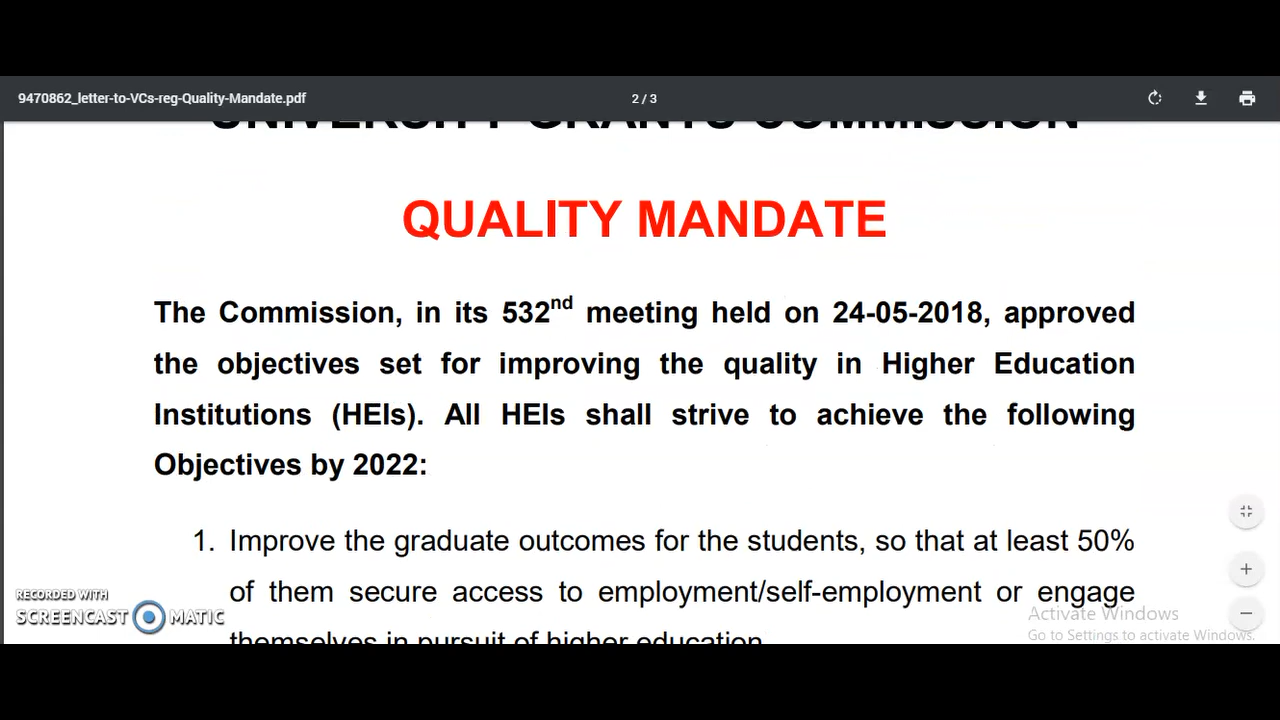 9470862_letter-to-VCs-reg-Quality-Mandate.pdf 2 / 3
UNIVERSITY GRANTS COMMISSION
QUALITY MANDATE
The Commission, in its 532nd meeting held on 24-05-2018, approved
the objectives set for improving the quality in Higher Education
Institutions (HEIs). All HEIs shall strive to achieve the following
Objectives by 2022:
1. Improve the graduate outcomes for the students, so that at least 50%
of them secure access to employment/self-employment or engage
themselves in pursuit of higher education.
RECORDED WITH
SCREENCAST MATIC
Activate Windows
Go to Settings to activate Windows.